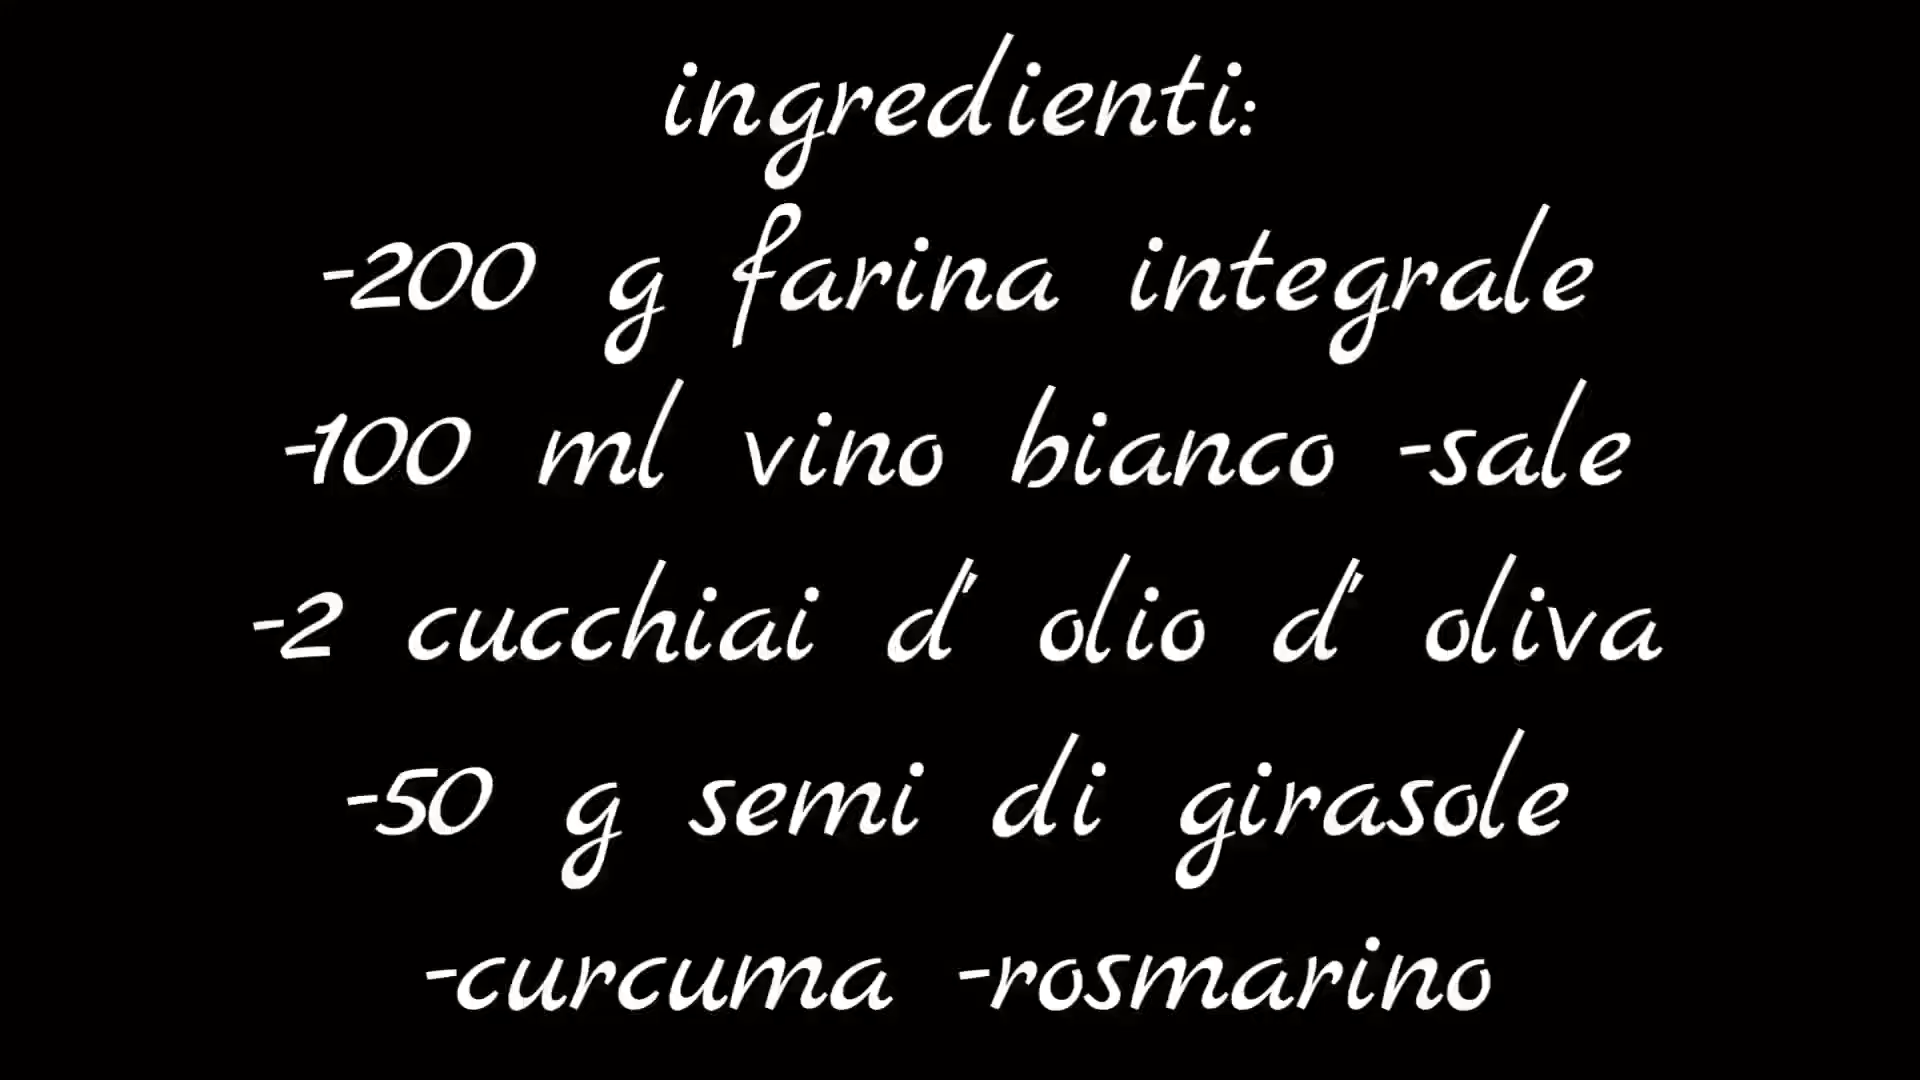 ingredienti:
-200 g farina integrale
-100 ml vino bianco -sale
-2 cucchiai d' olio d' oliva
-50 g semi di girasole
-curcuma -rosmarino